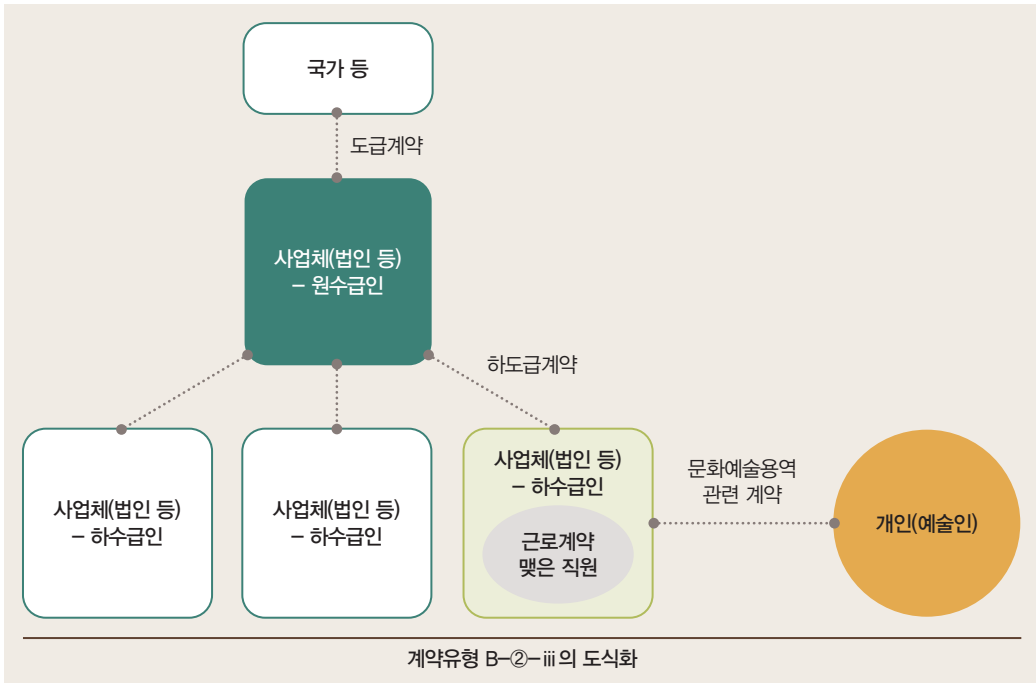 국가 등
도급계약
사업체(법인 등)
– 원수급인
하도급계약
사업체(법인 등)
– 하수급인
사업체(법인 등)
– 하수급인
사업체(법인 등)
– 하수급인
근로계약
맺은 직원
문화예술용역
관련 계약
개인(예술인)
계약유형 B–②–ⅲ의 도식화